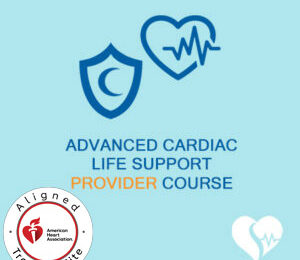 ADVANCED CARDIAC
LIFE SUPPORT
PROVIDER COURSE
Aligned
American
Heart
Association.